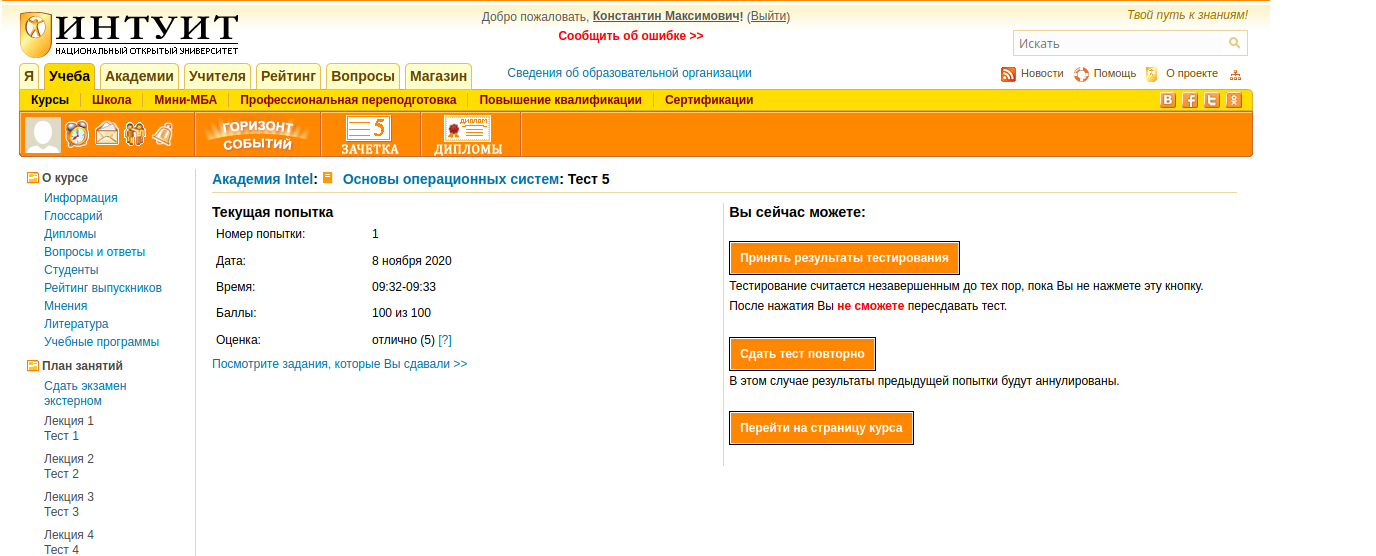 ИНТУИТ
НАЦИОНАЛЬНЫЙ ОТКРЫТЫЙ УНИВЕРСИТЕТ
Добро пожаловать, Константин Максимович! (Выйти)
Сообщить об ошибке >>
Твой путь к знаниям!
Искать
Я Учеба Академии Учителя Рейтинг Вопросы Магазин
Сведения об образовательной организации
Новости Помощь О проекте
Курсы Школа Мини-МБА Профессиональная переподготовка Повышение квалификации Сертификации
ГОРИЗОНТ
СОБЫТИЙ
5
ЗАЧЕТКА
ДИПЛОМ
ДИПЛОМЫ
О курсе
Информация
Глоссарий
Дипломы
Вопросы и ответы
Студенты
Рейтинг выпускников
Мнения
Литература
Учебные программы
План занятий
Сдать экзамен
экстерном
Лекция 1
Тест 1
Лекция 2
Тест 2
Лекция 3
Тест 3
Лекция 4
Тест 4
Академия Intel: Основы операционных систем: Тест 5
Текущая попытка
Номер попытки: 1
Дата: 8 ноября 2020
Время: 09:32-09:33
Баллы: 100 из 100
Оценка: отлично (5) [?]
Посмотрите задания, которые Вы сдавали >>
Вы сейчас можете:
Принять результаты тестирования
Тестирование считается незавершенным до тех пор, пока Вы не нажмете эту кнопку.
После нажатия Вы не сможете пересдавать тест.
Сдать тест повторно
В этом случае результаты предыдущей попытки будут аннулированы.
Перейти на страницу курса